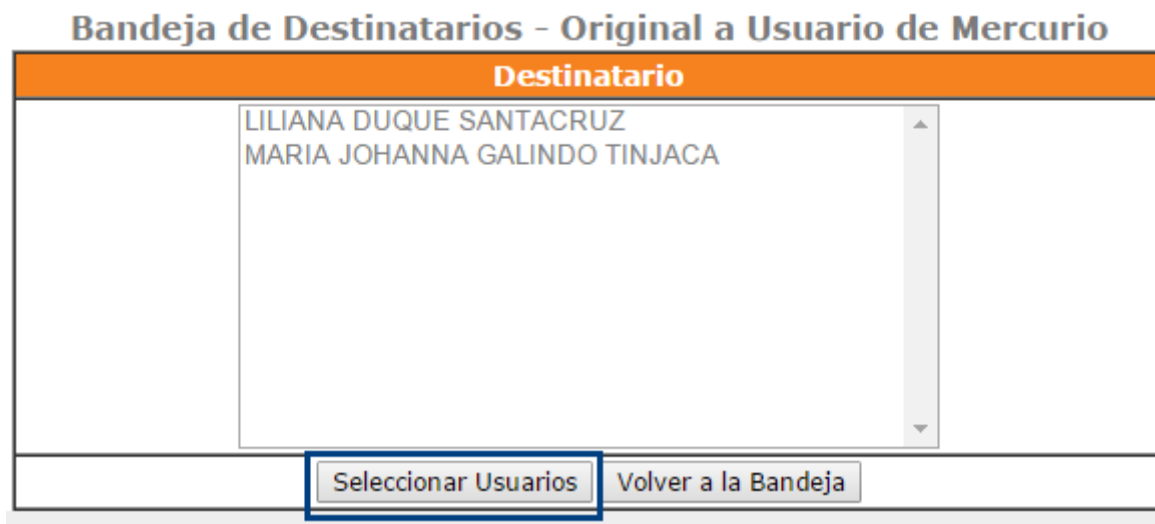 Bandeja de Destinatarios - Original a Usuario de Mercurio
Destinatario
LILIANA DUQUE SANTACRUZ
MARIA JOHANNA GALINDO TINJACA
Seleccionar Usuarios Volver a la Bandeja